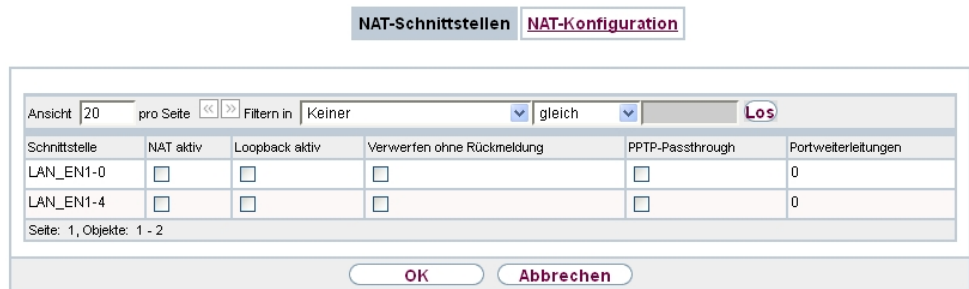 NAT-Schnittstellen NAT-Konfiguration
Ansicht 20 pro Seite << >> Filtern in Keiner gleich Los
Schnittstelle NAT aktiv Loopback aktiv Verwerfen ohne Rückmeldung PPTP-Passthrough Portweiterleitungen
LAN_EN1-0 0
LAN_EN1-4 0
Seite: 1, Objekte: 1 - 2
OK Abbrechen